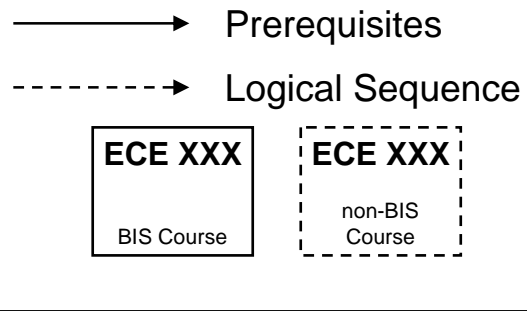 Prerequisites
Logical Sequence
ECE XXX
BIS Course
ECE XXX
non-BIS
Course